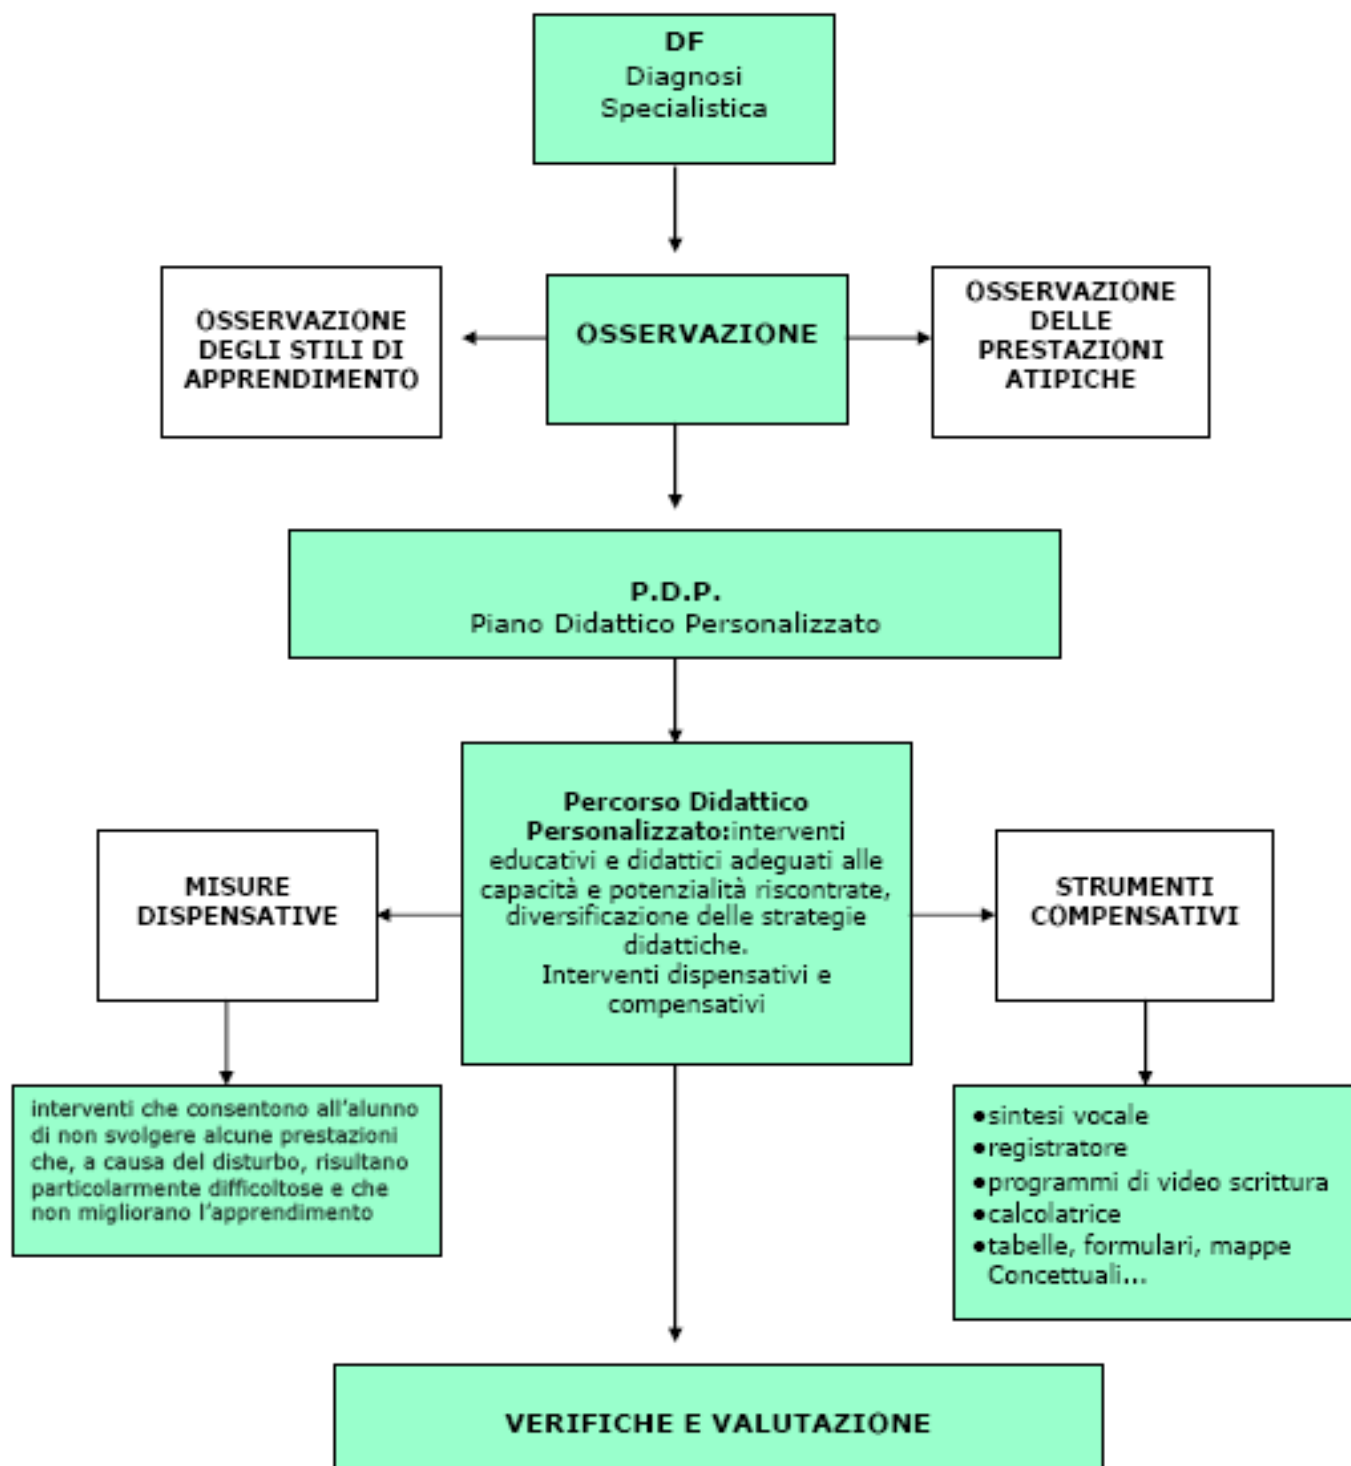 DF
Diagnosi
Specialistica
OSSERVAZIONE
DEGLI STILI DI
APPRENDIMENTO
OSSERVAZIONE
OSSERVAZIONE
DELLE
PRESTAZIONI
ATIPICHE
P.D.P.
Piano Didattico Personalizzato
Percorso Didattico
Personalizzato:interventi
educativi e didattici adeguati alle
capacità e potenzialità riscontrate,
diversificazione delle strategie
didattiche.
Interventi dispensativi e
compensativi
MISURE
DISPENSATIVE
STRUMENTI
COMPENSATIVI
interventi che consentono all'alunno
di non svolgere alcune prestazioni
che, a causa del disturbo, risultano
particolarmente difficoltose e che
non migliorano l'apprendimento
•sintesi vocale
•registratore
•programmi di video scrittura
•calcolatrice
•tabelle, formulari, mappe
Concettuali...
VERIFICHE E VALUTAZIONE